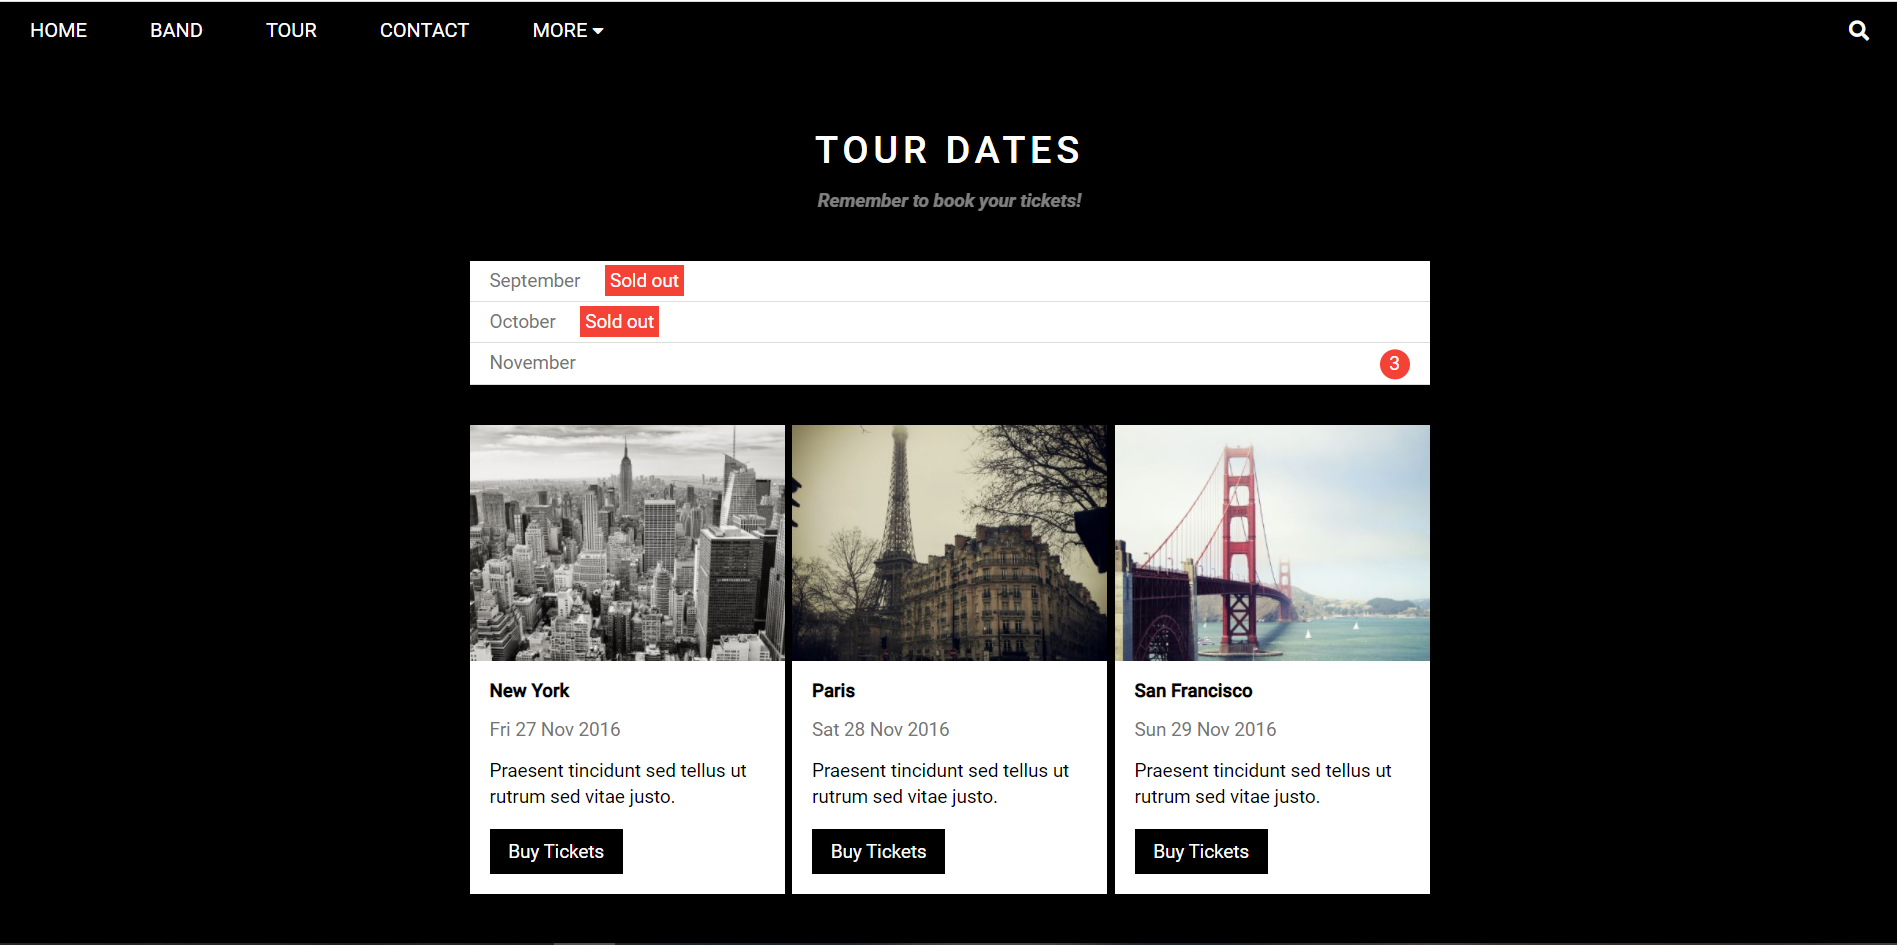 HOME BAND TOUR CONTACT MORE
TOUR DATES
Remember to book your tickets!
September Sold out
October Sold out
November 3
New York
Fri 27 Nov 2016
Praesent tincidunt sed tellus ut
rutrum sed vitae justo.
Buy Tickets
Paris
Sat 28 Nov 2016
Praesent tincidunt sed tellus ut
rutrum sed vitae justo.
Buy Tickets
San Francisco
Sun 29 Nov 2016
Praesent tincidunt sed tellus ut
rutrum sed vitae justo.
Buy Tickets